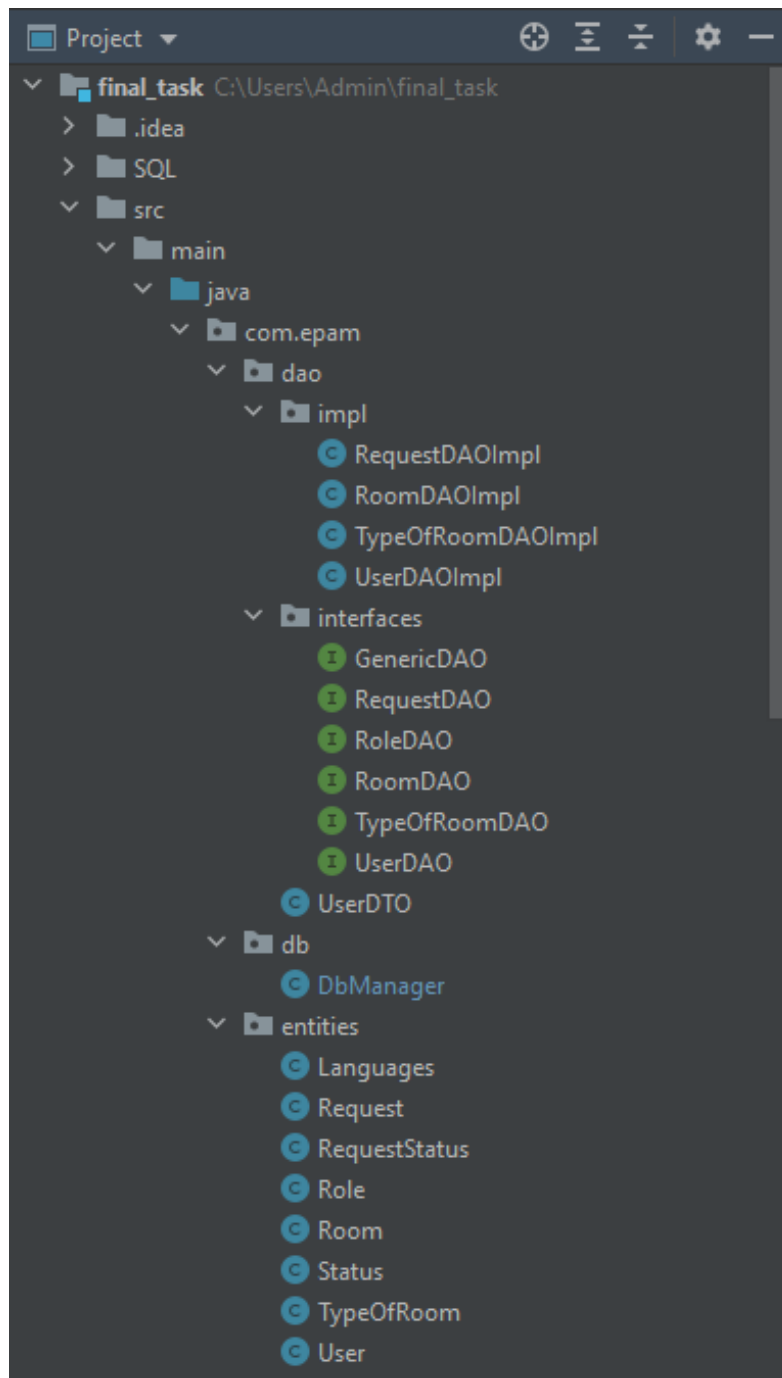 Project
final_task C:\Users\Admin\final_task
.idea
SQL
src
main
java
com.epam
dao
impl
C RequestDAOImpl
C RoomDAOImpl
C TypeOfRoomDAOImpl
C UserDAOImpl
interfaces
I GenericDAO
I RequestDAO
I RoleDAO
I RoomDAO
I TypeOfRoomDAO
I UserDAO
C UserDTO
db
C DbManager
entities
C Languages
C Request
C RequestStatus
C Role
C Room
C Status
C TypeOfRoom
C User